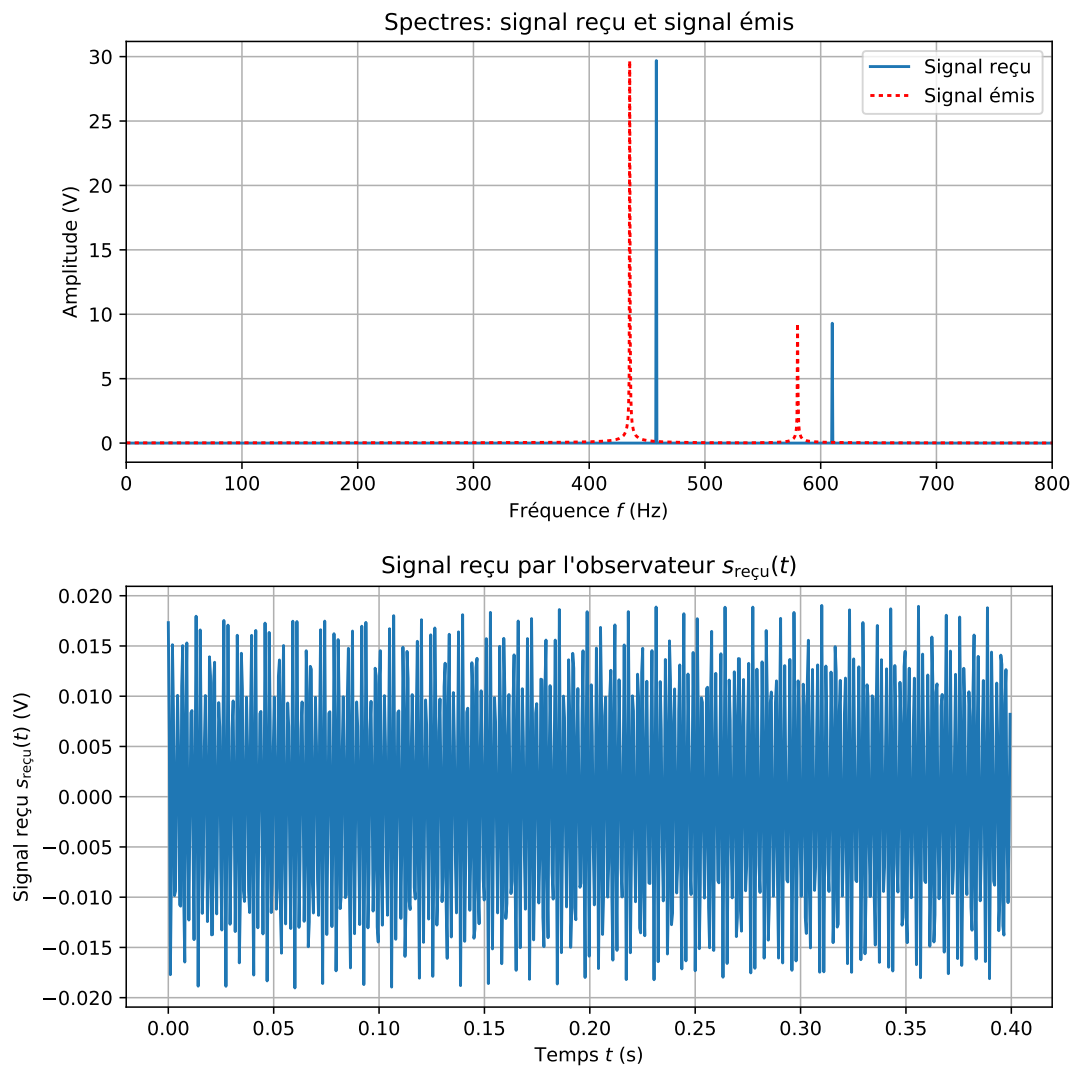 Spectres: signal reçu et signal émis
Amplitude (V)
30
25
20
15
10
5
0
Signal reçu
Signal émis
0 100 200 300 400 500 600 700 800
Fréquence f (Hz)
Signal reçu par l'observateur s_reçu(t)
Signal reçu s_reçu(t) (V)
0.020
0.015
0.010
0.005
0.000
−0.005
−0.010
−0.015
−0.020
0.00 0.05 0.10 0.15 0.20 0.25 0.30 0.35 0.40
Temps t (s)